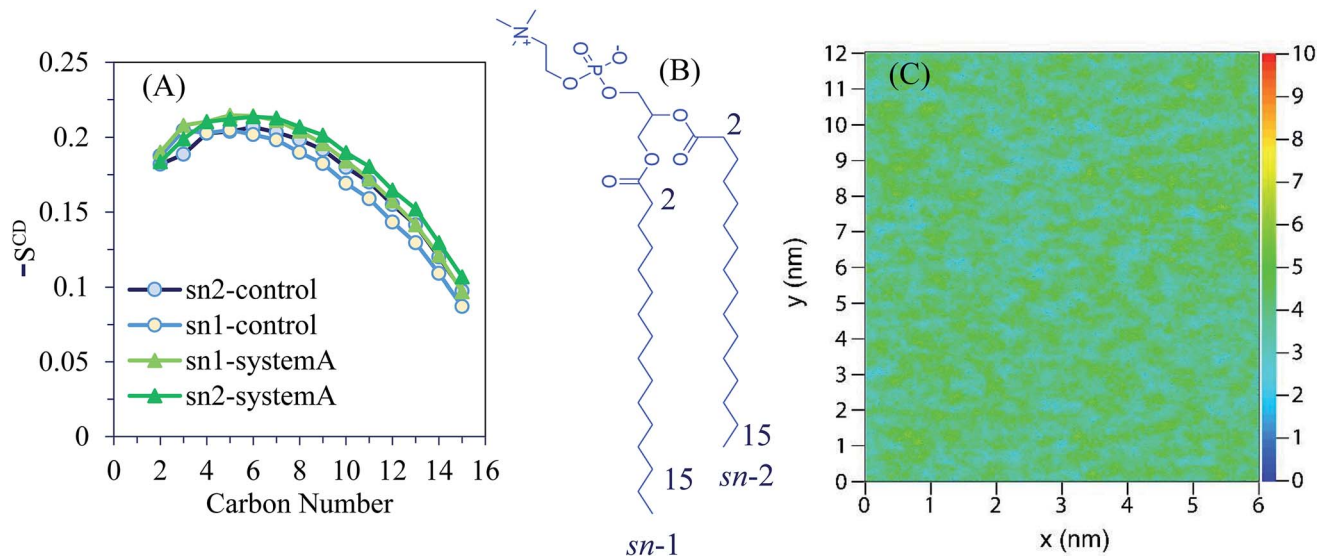 (A)
0.25
0.2
0.15
0.1
0.05
0
−S^CD
sn2-control
sn1-control
sn1-systemA
sn2-systemA
0 2 4 6 8 10 12 14 16
Carbon Number
(B)
N
+
O
O
-
P
O
O
O 2
O
O
O
2
15
15
sn-2
sn-1
(C)
12
11
10
9
8
7
6
5
4
3
2
1
0
y (nm)
0 1 2 3 4 5 6
x (nm)
10
9
8
7
6
5
4
3
2
1
0